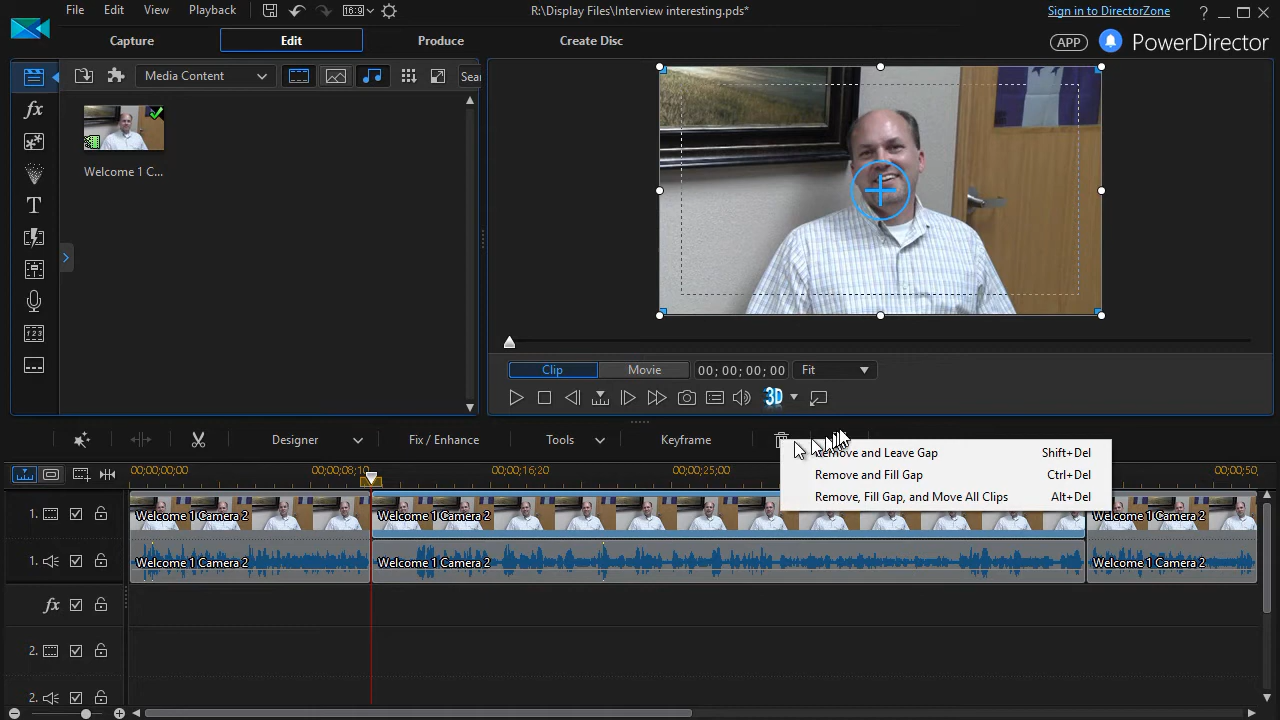 File Edit View Playback 16:9 R:\Display Files\Interview interesting.pds* Sign in to DirectorZone ?
Capture Edit Produce Create Disc APP PowerDirector
Media Content Sear
fx
T
Welcome 1 C...
Clip Movie 00; 00; 00; 00 Fit
3D
Designer Fix / Enhance Tools Keyframe
Remove and Leave Gap Shift+Del
Remove and Fill Gap Ctrl+Del
Remove, Fill Gap, and Move All Clips Alt+Del
00;00;00;00 00;00;08;10 00;00;16;20 00;00;25;00 00;00;50
1. Welcome 1 Camera 2 Welcome 1 Camera 2 Welcome 1 Camera 2
1. Welcome 1 Camera 2 Welcome 1 Camera 2 Welcome 1 Camera 2
fx
2.
2.